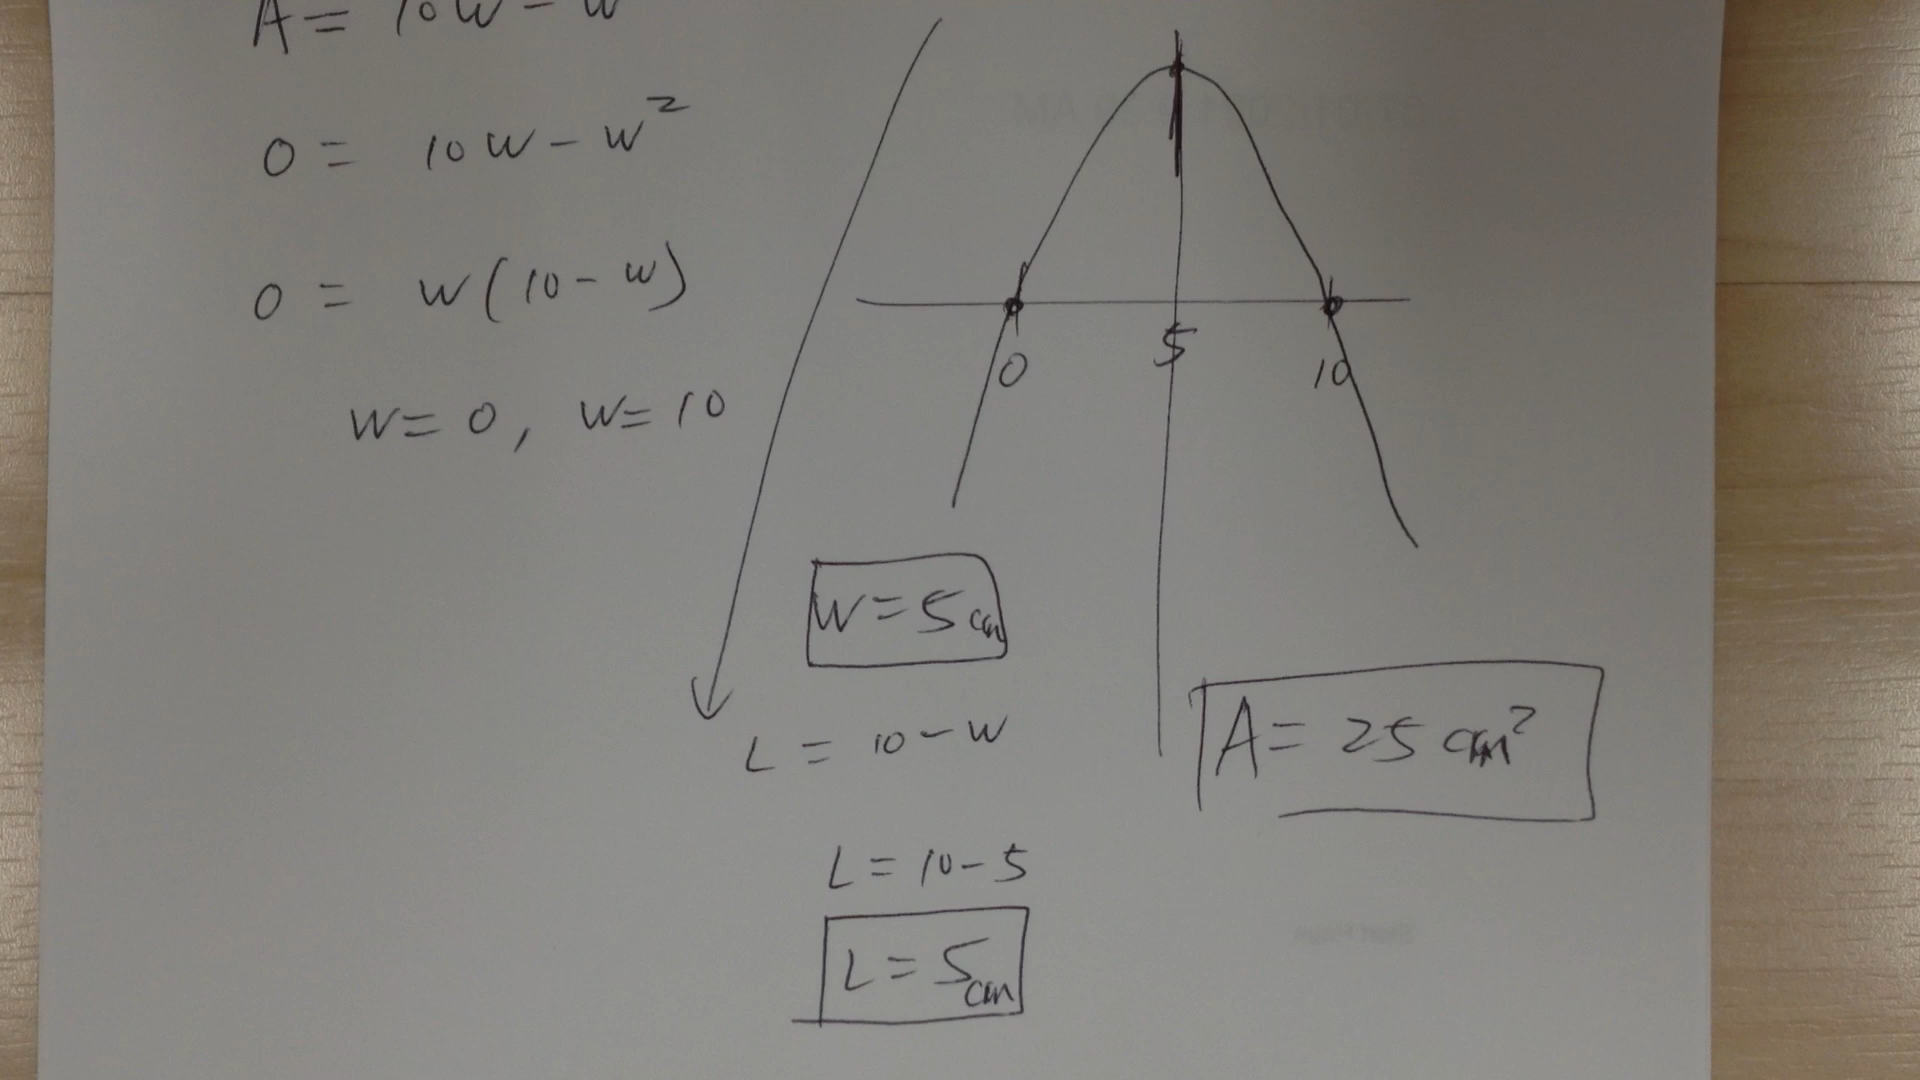 A = 10W - W
0 = 10W - W²
0 = W(10 - W)
W = 0, W = 10
0 5 10
W = 5 cm
L = 10 - W
L = 10 - 5
L = 5 cm
A = 25 cm²